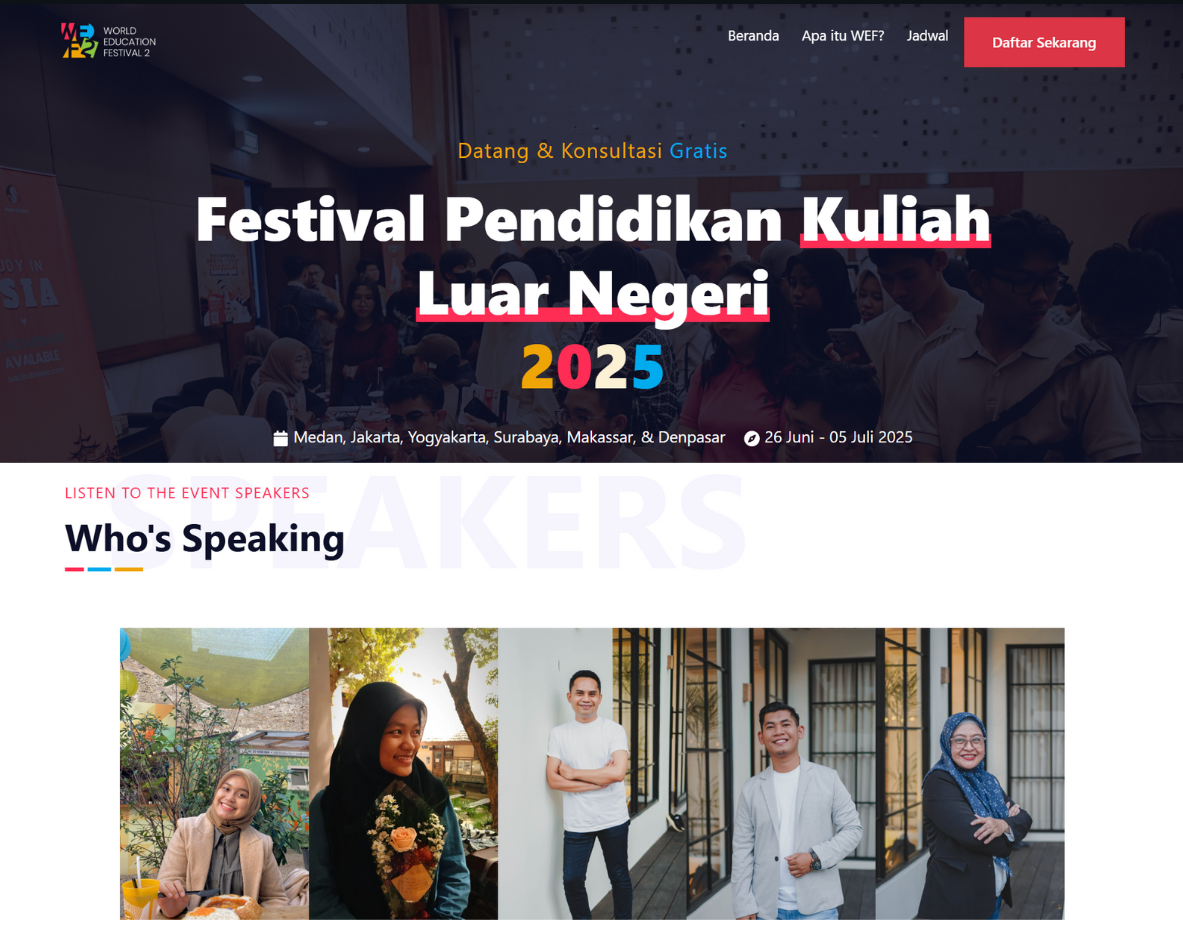 WORLD
EDUCATION
FESTIVAL 2
Beranda Apa itu WEF? Jadwal Daftar Sekarang
Datang & Konsultasi Gratis
Festival Pendidikan Kuliah
Luar Negeri
2025
Medan, Jakarta, Yogyakarta, Surabaya, Makassar, & Denpasar 26 Juni - 05 Juli 2025
SPEAKERS
LISTEN TO THE EVENT SPEAKERS
Who's Speaking